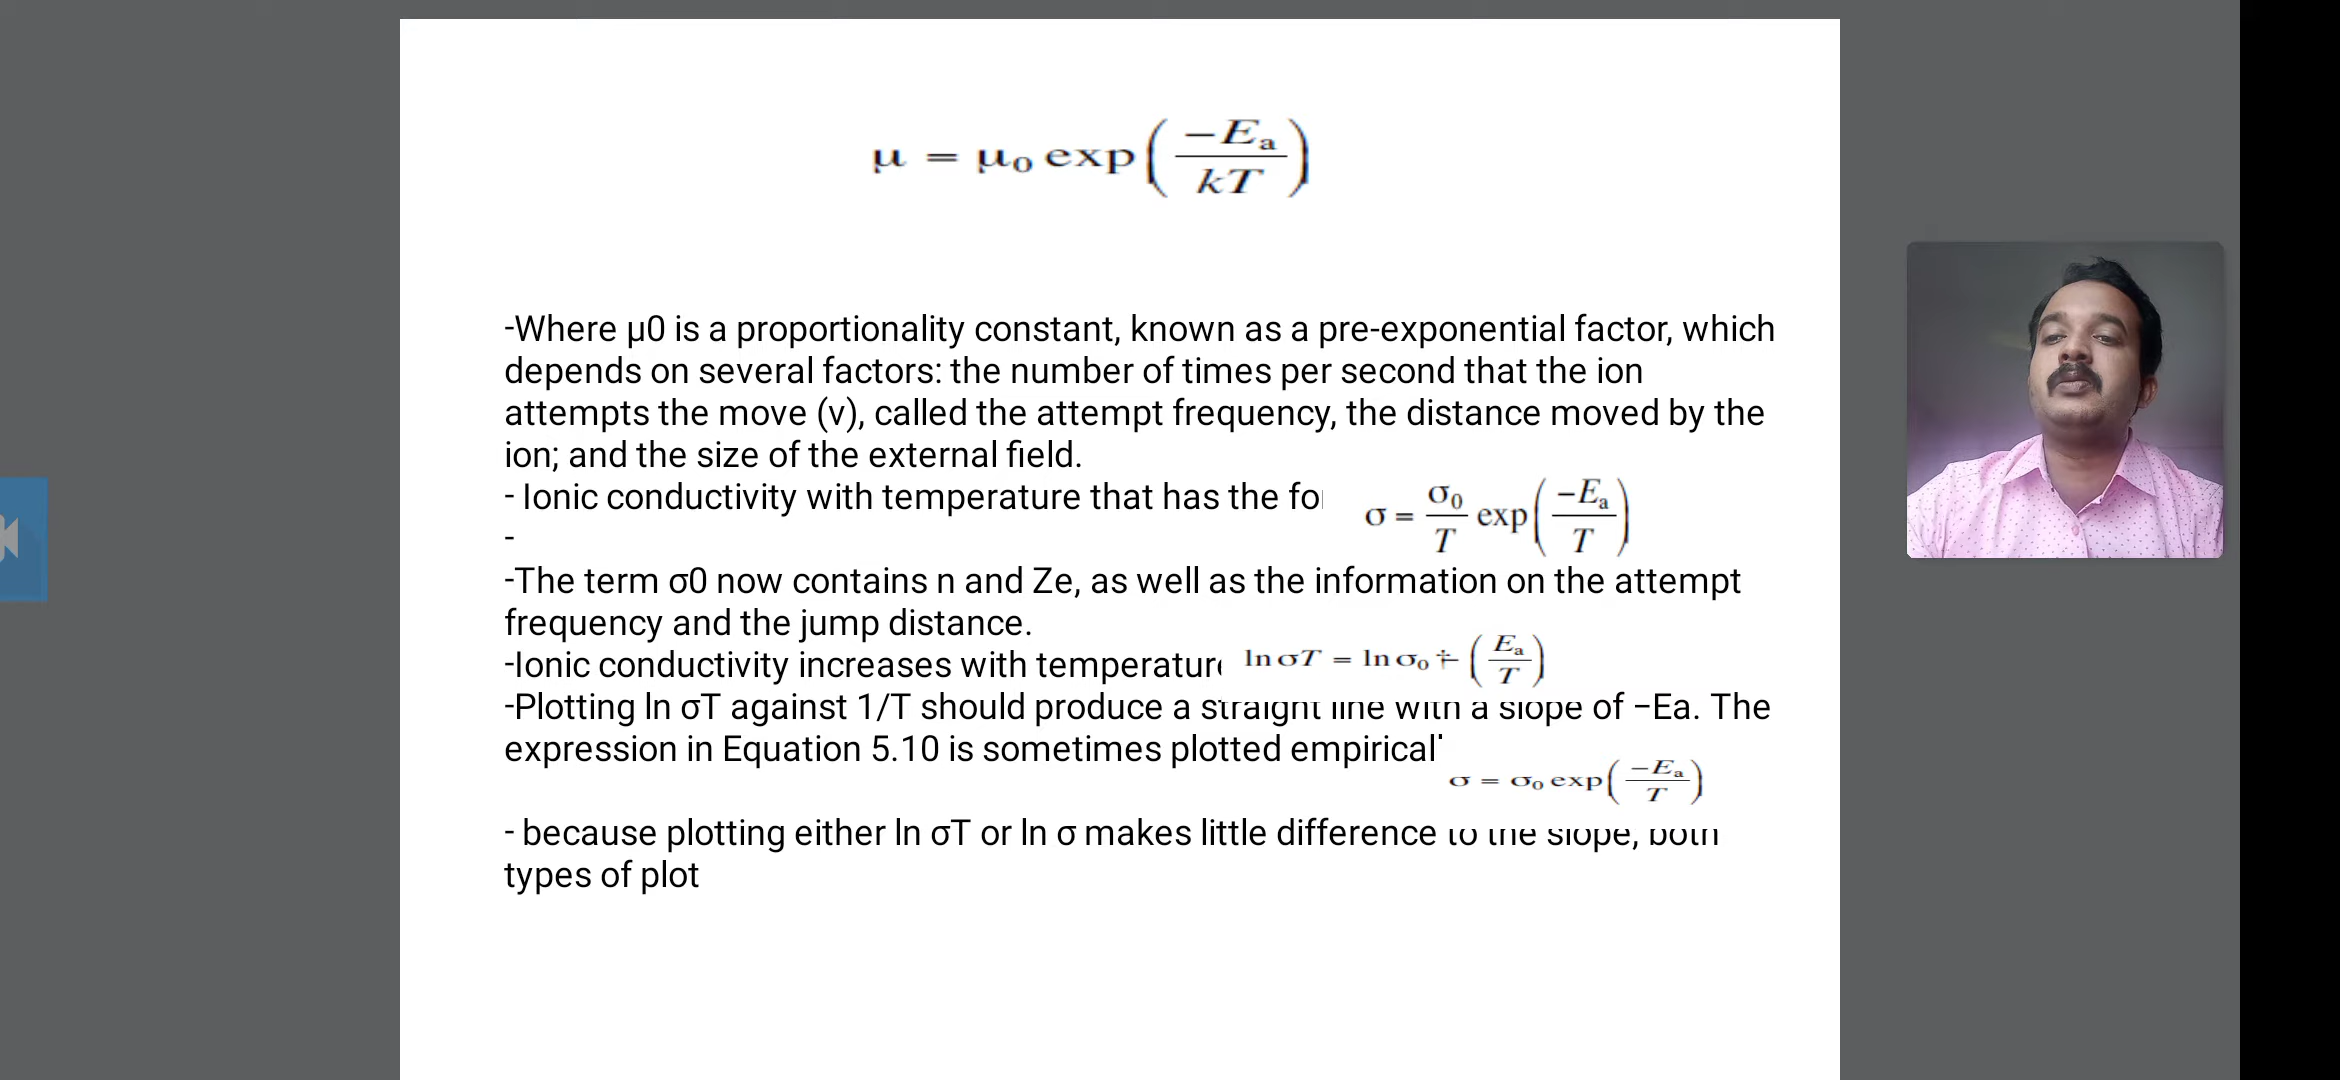 μ = μ₀ exp(−Eₐ/kT)
-Where μ0 is a proportionality constant, known as a pre-exponential factor, which
depends on several factors: the number of times per second that the ion
attempts the move (v), called the attempt frequency, the distance moved by the
ion; and the size of the external field.
- Ionic conductivity with temperature that has the
σ = σ₀/T exp(−Eₐ/T)
-
-The term σ0 now contains n and Ze, as well as the information on the attempt
frequency and the jump distance.
-Ionic conductivity increases with
ln σT = ln σ₀ (Eₐ/T)
-Plotting ln σT against 1/T should produce a straight line with a slope of −Ea. The
expression in Equation 5.10 is sometimes plotted
σ = σ₀ exp(−Eₐ/T)
- because plotting either ln σT or ln σ makes little difference to the slope, both
types of plot